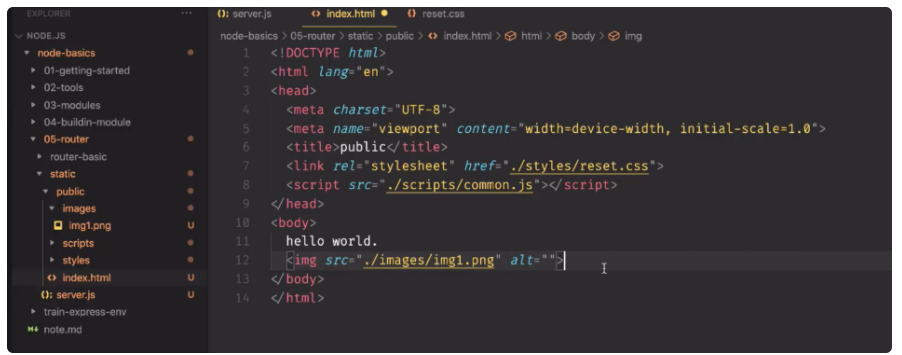 EXPLORER ...
server.js index.html reset.css
NODE.JS
node-basics > 05-router > static > public > index.html > html > body > img
node-basics
01-getting-started
02-tools
03-modules
04-buildin-module
05-router
router-basic
static
public
images
img1.png U
scripts
styles
index.html U
server.js U
train-express-env
note.md
1 <!DOCTYPE html>
2 <html lang="en">
3 <head>
4 <meta charset="UTF-8">
5 <meta name="viewport" content="width=device-width, initial-scale=1.0">
6 <title>public</title>
7 <link rel="stylesheet" href="./styles/reset.css">
8 <script src="./scripts/common.js"></script>
9 </head>
10 <body>
11 hello world.
12 <img src="./images/img1.png" alt="">
13 </body>
14 </html>